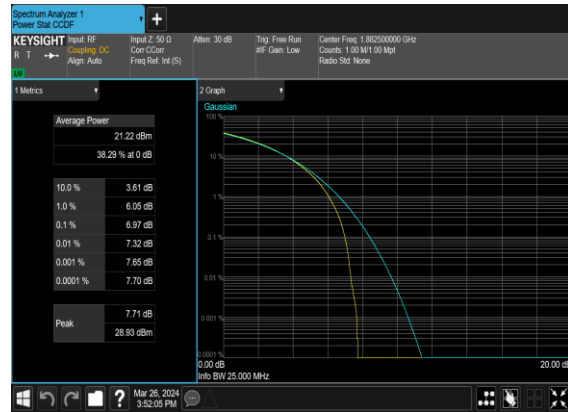 Spectrum Analyzer 1
Power Stat CCDF
+
KEYSIGHT
R T
LW
Input: RF
Coupling: DC
Align: Auto
Input Z: 50 Ω
Corr CCorr
Freq Ref: Int (S)
Atten: 30 dB
Trig: Free Run
#IF Gain: Low
Center Freq: 1.882500000 GHz
Counts: 1.00 M/1.00 Mpt
Radio Std: None
1 Metrics
Average Power
21.22 dBm
38.29 % at 0 dB
10.0 % 3.61 dB
1.0 % 6.05 dB
0.1 % 6.97 dB
0.01 % 7.32 dB
0.001 % 7.65 dB
0.0001 % 7.70 dB
Peak
7.71 dB
28.93 dBm
2 Graph
Gaussian
100 %
10 %
1 %
0.1 %
0.01 %
0.001 %
0.0001 %
0.00 dB
20.00 dB
Info BW 25.000 MHz
?
Mar 26, 2024
3:52:05 PM